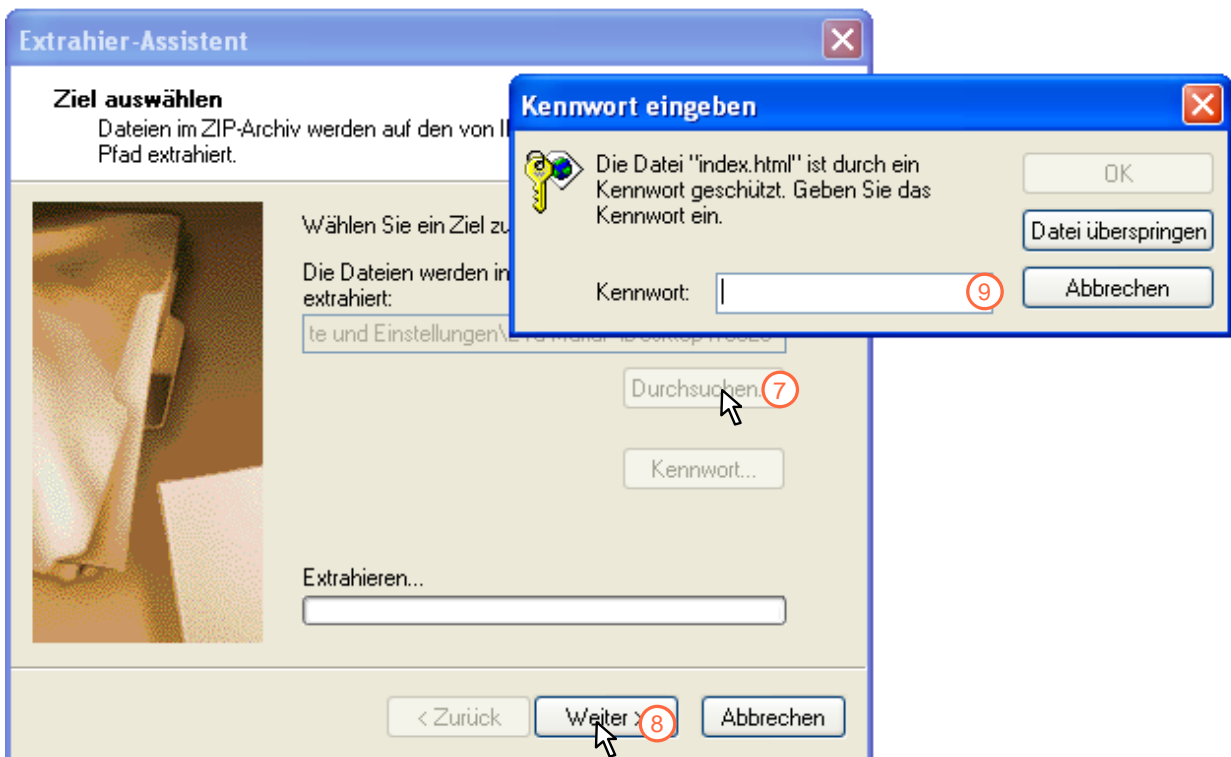 Extrahier-Assistent
Ziel auswählen
Dateien im ZIP-Archiv werden auf den von
Pfad extrahiert.
Wählen Sie ein Ziel
Die Dateien werden in
extrahiert:
te und Einstellungen\
Durchsuchen.
7
Kennwort...
Extrahieren...
< Zurück
Weiter >
8
Abbrechen
Kennwort eingeben
Die Datei "index.html" ist durch ein
Kennwort geschützt. Geben Sie das
Kennwort ein.
Kennwort:
9
OK
Datei überspringen
Abbrechen